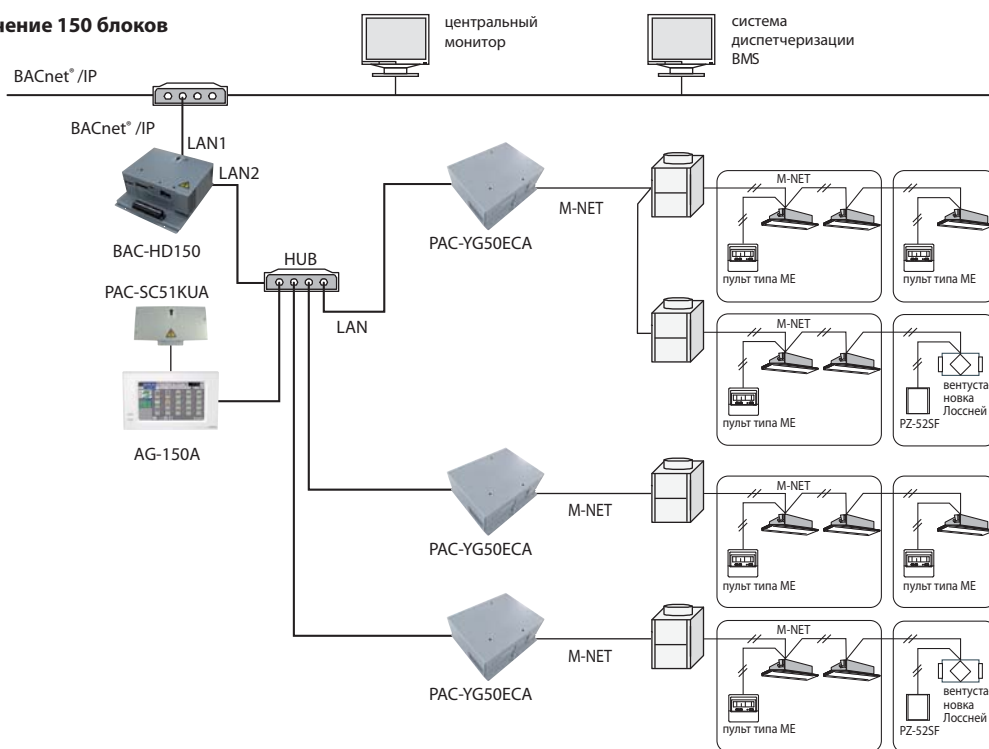 чение 150 блоков
центральный
монитор
система
диспетчеризации
BMS
BACnet® /IP
BACnet® /IP
LAN1
LAN2
BAC-HD150
HUB
PAC-SC51KUA
LAN
AG-150A
PAC-YG50ECA
M-NET
M-NET
пульт типа ME
пульт типа ME
M-NET
пульт типа ME
вентуста
новка
Лоссней
PZ-52SF
PAC-YG50ECA
M-NET
M-NET
пульт типа ME
пульт типа ME
PAC-YG50ECA
M-NET
M-NET
пульт типа ME
вентуста
новка
Лоссней
PZ-52SF